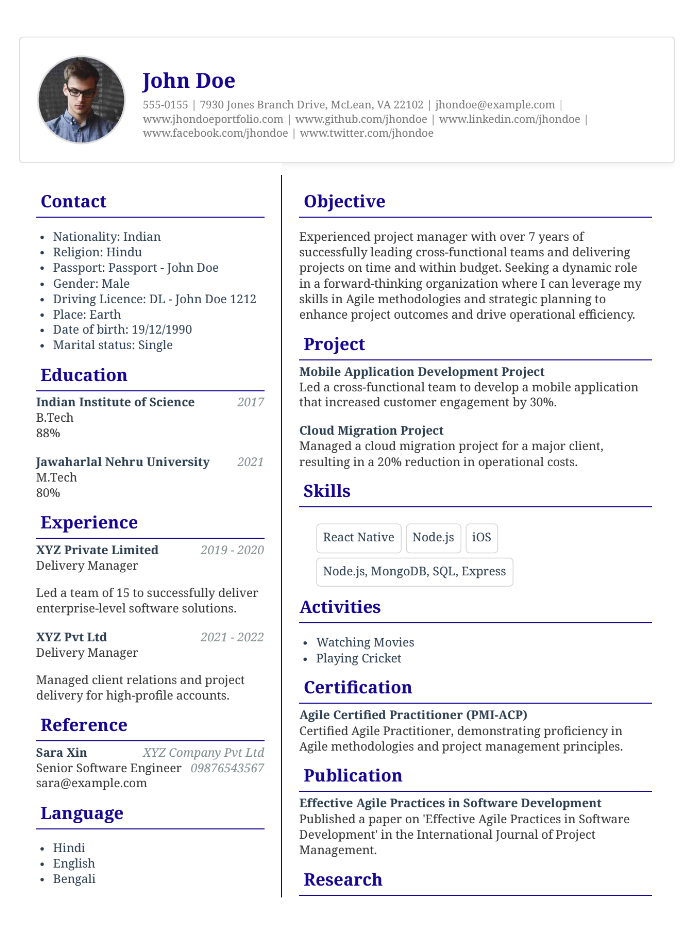 John Doe
555-0155 | 7930 Jones Branch Drive, McLean, VA 22102 | jhondoe@example.com |
www.jhondoeportfolio.com | www.github.com/jhondoe | www.linkedin.com/jhondoe |
www.facebook.com/jhondoe | www.twitter.com/jhondoe
Contact
• Nationality: Indian
• Religion: Hindu
• Passport: Passport - John Doe
• Gender: Male
• Driving Licence: DL - John Doe 1212
• Place: Earth
• Date of birth: 19/12/1990
• Marital status: Single
Education
Indian Institute of Science 2017
B.Tech
88%
Jawaharlal Nehru University 2021
M.Tech
80%
Experience
XYZ Private Limited 2019 - 2020
Delivery Manager
Led a team of 15 to successfully deliver
enterprise-level software solutions.
XYZ Pvt Ltd 2021 - 2022
Delivery Manager
Managed client relations and project
delivery for high-profile accounts.
Reference
Sara Xin XYZ Company Pvt Ltd
Senior Software Engineer 09876543567
sara@example.com
Language
• Hindi
• English
• Bengali
Objective
Experienced project manager with over 7 years of
successfully leading cross-functional teams and delivering
projects on time and within budget. Seeking a dynamic role
in a forward-thinking organization where I can leverage my
skills in Agile methodologies and strategic planning to
enhance project outcomes and drive operational efficiency.
Project
Mobile Application Development Project
Led a cross-functional team to develop a mobile application
that increased customer engagement by 30%.
Cloud Migration Project
Managed a cloud migration project for a major client,
resulting in a 20% reduction in operational costs.
Skills
React Native Node.js iOS
Node.js, MongoDB, SQL, Express
Activities
• Watching Movies
• Playing Cricket
Certification
Agile Certified Practitioner (PMI-ACP)
Certified Agile Practitioner, demonstrating proficiency in
Agile methodologies and project management principles.
Publication
Effective Agile Practices in Software Development
Published a paper on 'Effective Agile Practices in Software
Development' in the International Journal of Project
Management.
Research